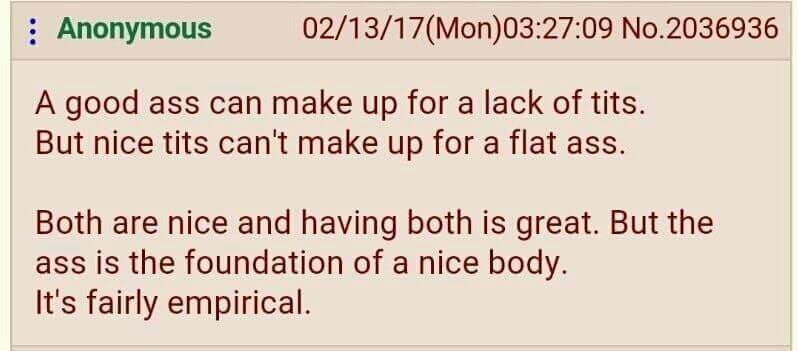 Anonymous 02/13/17(Mon)03:27:09 No.2036936
A good ass can make up for a lack of tits.
But nice tits can't make up for a flat ass.
Both are nice and having both is great. But the
ass is the foundation of a nice body.
It's fairly empirical.